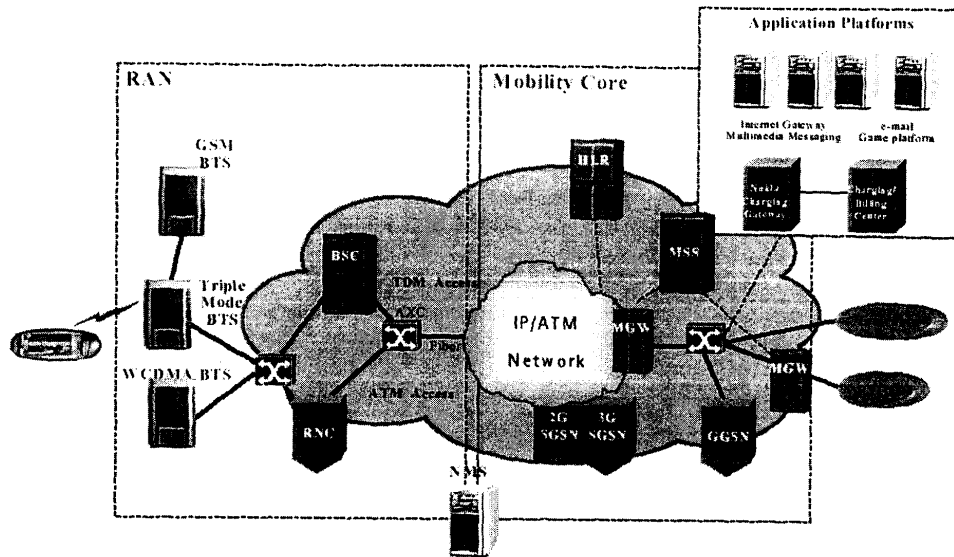 Application Platforms
Internet Gateway
Multimedia Messaging
e-mail
Game platform
Nokia
Charging
Gateway
Charging/
Billing
Center
RAN
Mobility Core
GSM
BTS
HLR
BSC
MSS
TDM Access
AXC
Triple
Mode
BTS
IP/ATM
Network
MGW
Fiber
MGW
WCDMA BTS
ATM Access
RNC
2G
SGSN
3G
SGSN
GGSN
NMS